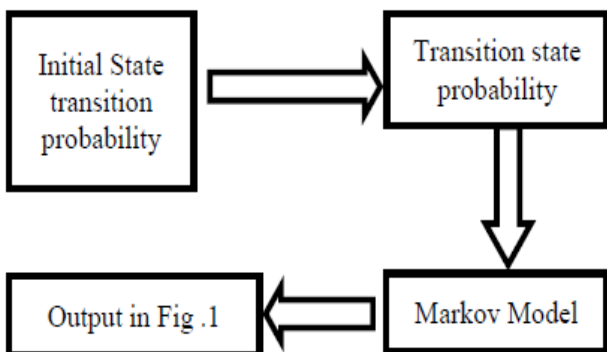 Initial State
transition
probability
Transition state
probability
Markov Model
Output in Fig .1